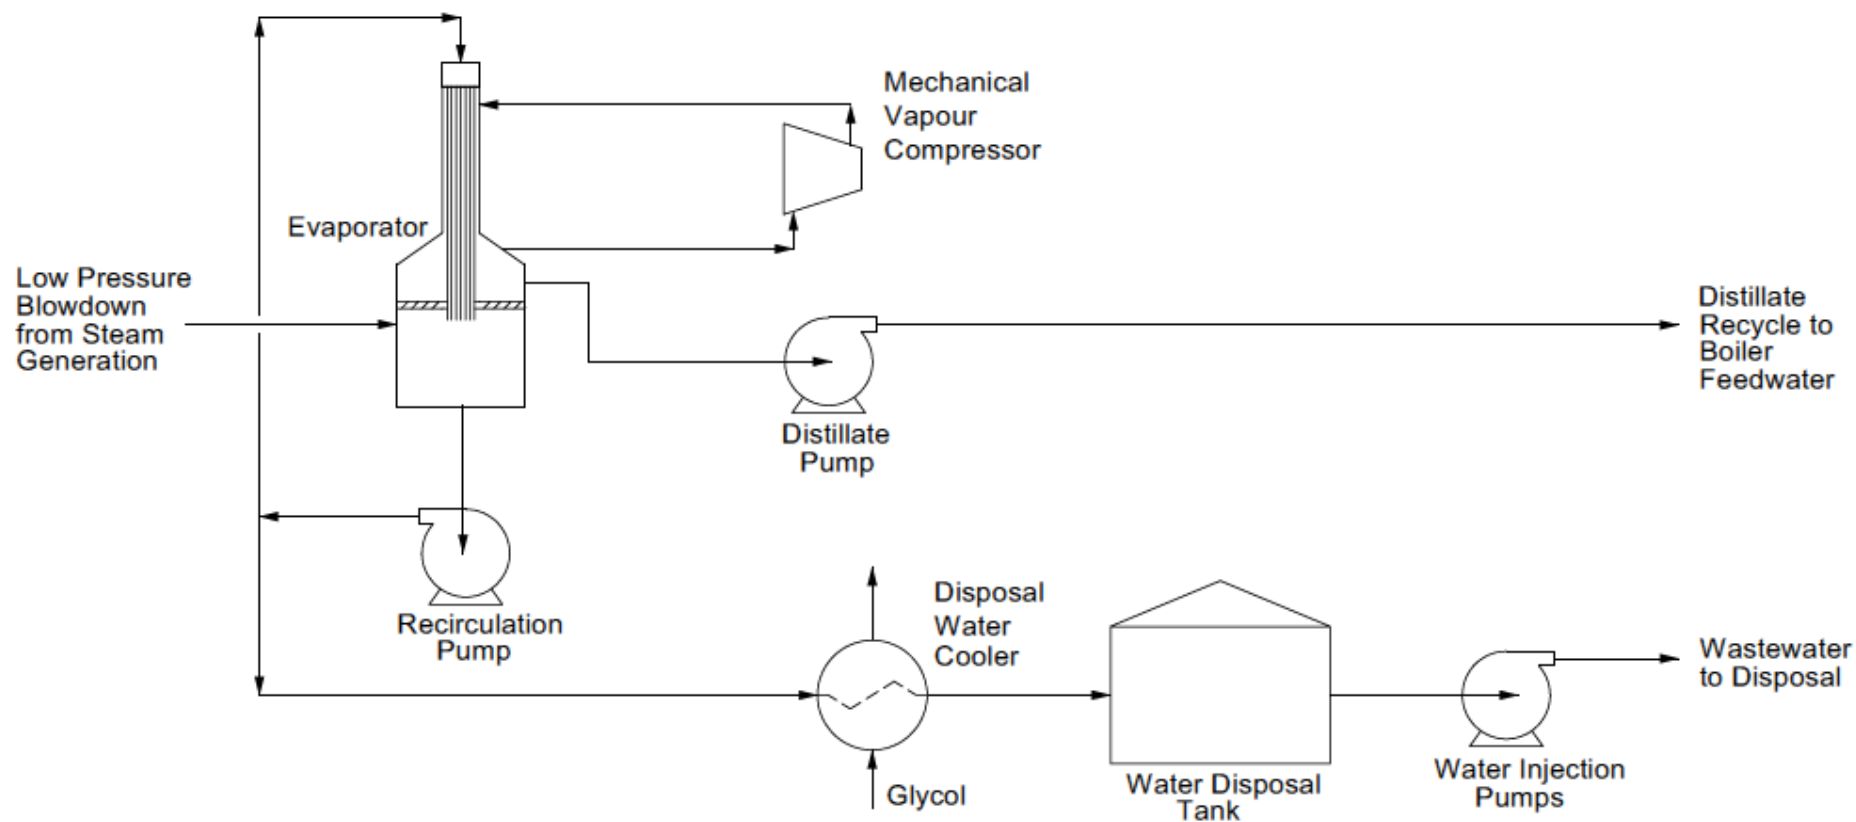 Mechanical
Vapour
Compressor
Evaporator
Low Pressure
Blowdown
from Steam
Generation
Distillate
Recycle to
Boiler
Feedwater
Distillate
Pump
Recirculation
Pump
Disposal
Water
Cooler
Glycol
Water Disposal
Tank
Water Injection
Pumps
Wastewater
to Disposal